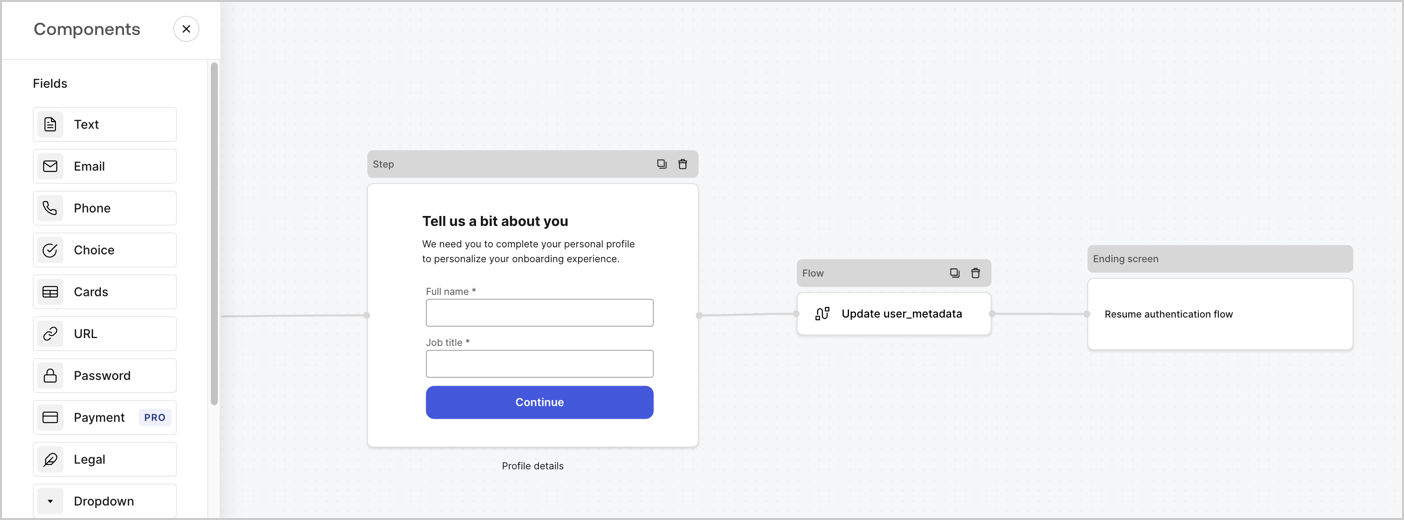 Components
Fields
Text
Email
Phone
Choice
Cards
URL
Password
Payment PRO
Legal
Dropdown
Step
Tell us a bit about you
We need you to complete your personal profile
to personalize your onboarding experience.
Full name *
Job title *
Continue
Profile details
Flow
Update user_metadata
Ending screen
Resume authentication flow